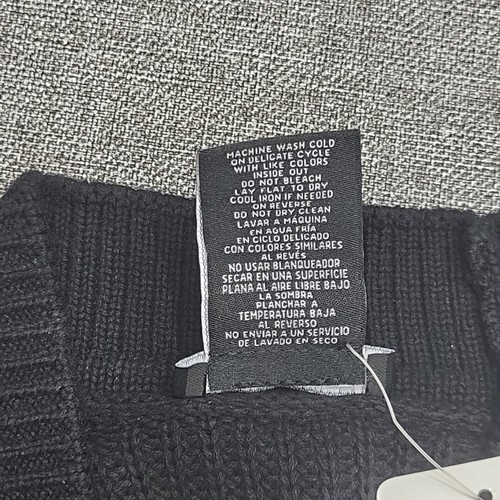 MACHINE WASH COLD
ON DELICATE CYCLE
WITH LIKE COLORS
INSIDE OUT
DO NOT BLEACH
LAY FLAT TO DRY
COOL IRON IF NEEDED
ON REVERSE
DO NOT DRY CLEAN
LAVAR A MÁQUINA
EN AGUA FRÍA
EN CICLO DELICADO
CON COLORES SIMILARES
AL REVÉS
NO USAR BLANQUEADOR
SECAR EN UNA SUPERFICIE
PLANA AL AIRE LIBRE BAJO
LA SOMBRA
PLANCHAR A
TEMPERATURA BAJA
AL REVERSO
NO ENVIAR A UN SERVICIO
DE LAVADO EN SECO